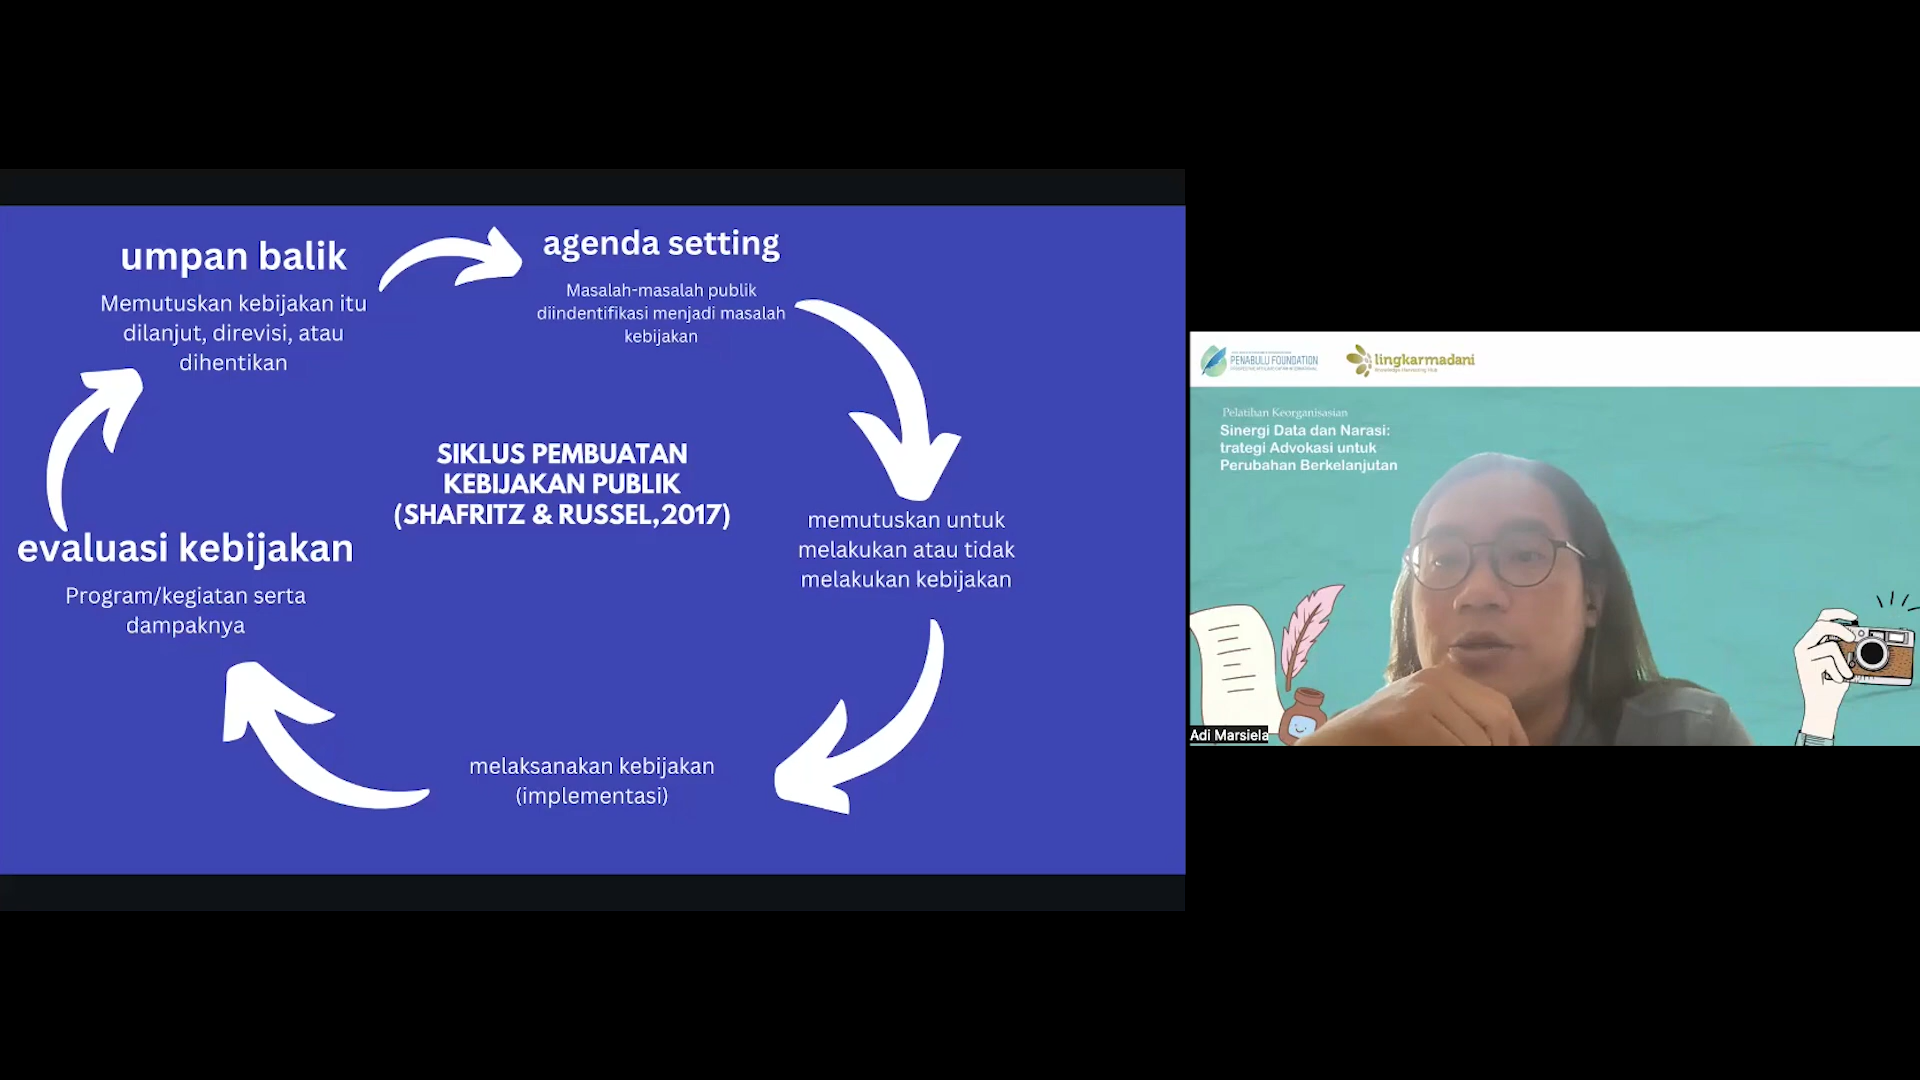 umpan balik
Memutuskan kebijakan itu
dilanjut, direvisi, atau
dihentikan
agenda setting
Masalah-masalah publik
diindentifikasi menjadi masalah
kebijakan
SIKLUS PEMBUATAN
KEBIJAKAN PUBLIK
(SHAFRITZ & RUSSEL,2017)
memutuskan untuk
melakukan atau tidak
melakukan kebijakan
evaluasi kebijakan
Program/kegiatan serta
dampaknya
melaksanakan kebijakan
(implementasi)
PENABULU FOUNDATION
lingkarmadani
Knowledge Harvesting Hub
Pelatihan Keorganisasian
Sinergi Data dan Narasi:
trategi Advokasi untuk
Perubahan Berkelanjutan
Adi Marsiela